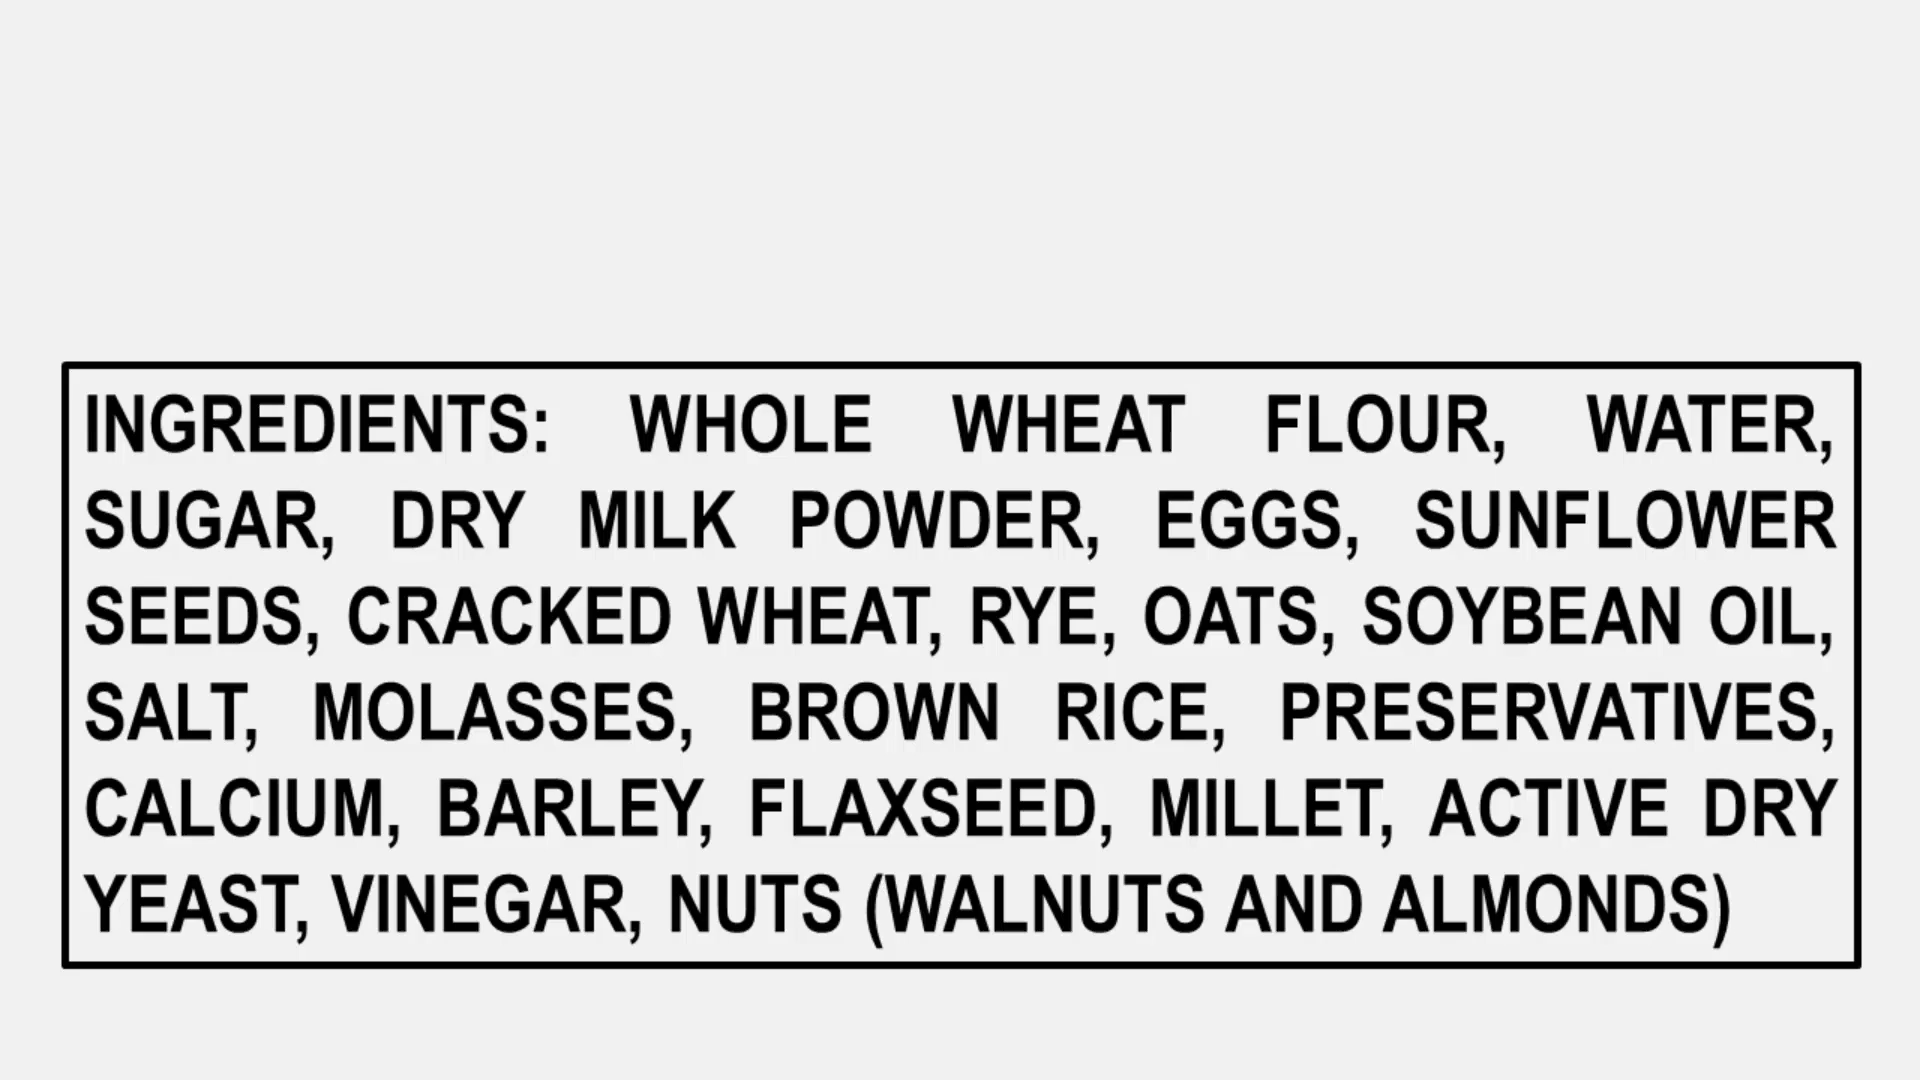 INGREDIENTS: WHOLE WHEAT FLOUR, WATER,
SUGAR, DRY MILK POWDER, EGGS, SUNFLOWER
SEEDS, CRACKED WHEAT, RYE, OATS, SOYBEAN OIL,
SALT, MOLASSES, BROWN RICE, PRESERVATIVES,
CALCIUM, BARLEY, FLAXSEED, MILLET, ACTIVE DRY
YEAST, VINEGAR, NUTS (WALNUTS AND ALMONDS)